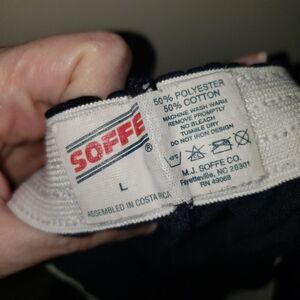 SOFFE
®
L
ASSEMBLED IN COSTA RICA
50% POLYESTER
50% COTTON
MACHINE WASH WARM
REMOVE PROMPTLY
NO BLEACH
TUMBLE DRY
DO NOT IRON DESIGN
M.J. SOFFE CO.
Fayetteville, NC 28301
RN 49068